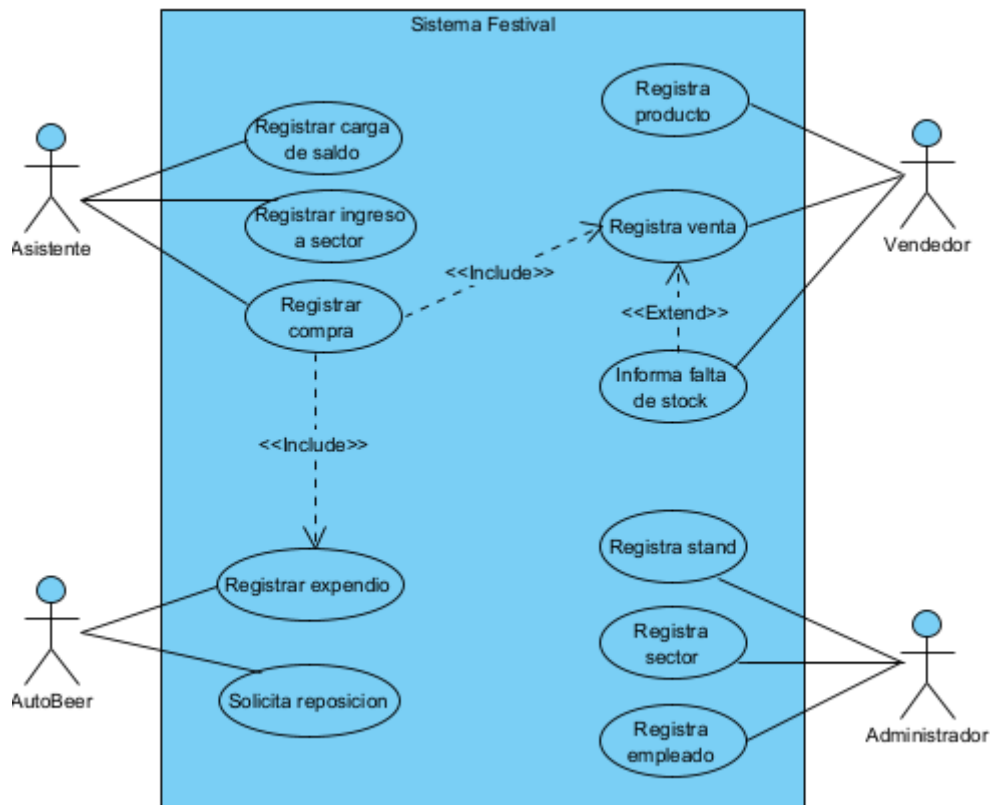 Sistema Festival
Registra
producto
Registrar carga
de saldo
Asistente
Registrar ingreso
a sector
Registra venta
Vendedor
<<Include>>
Registrar
compra
<<Extend>>
Informa falta
de stock
<<Include>>
Registra stand
Registrar expendio
Registra
sector
AutoBeer
Solicita reposicion
Registra
empleado
Administrador